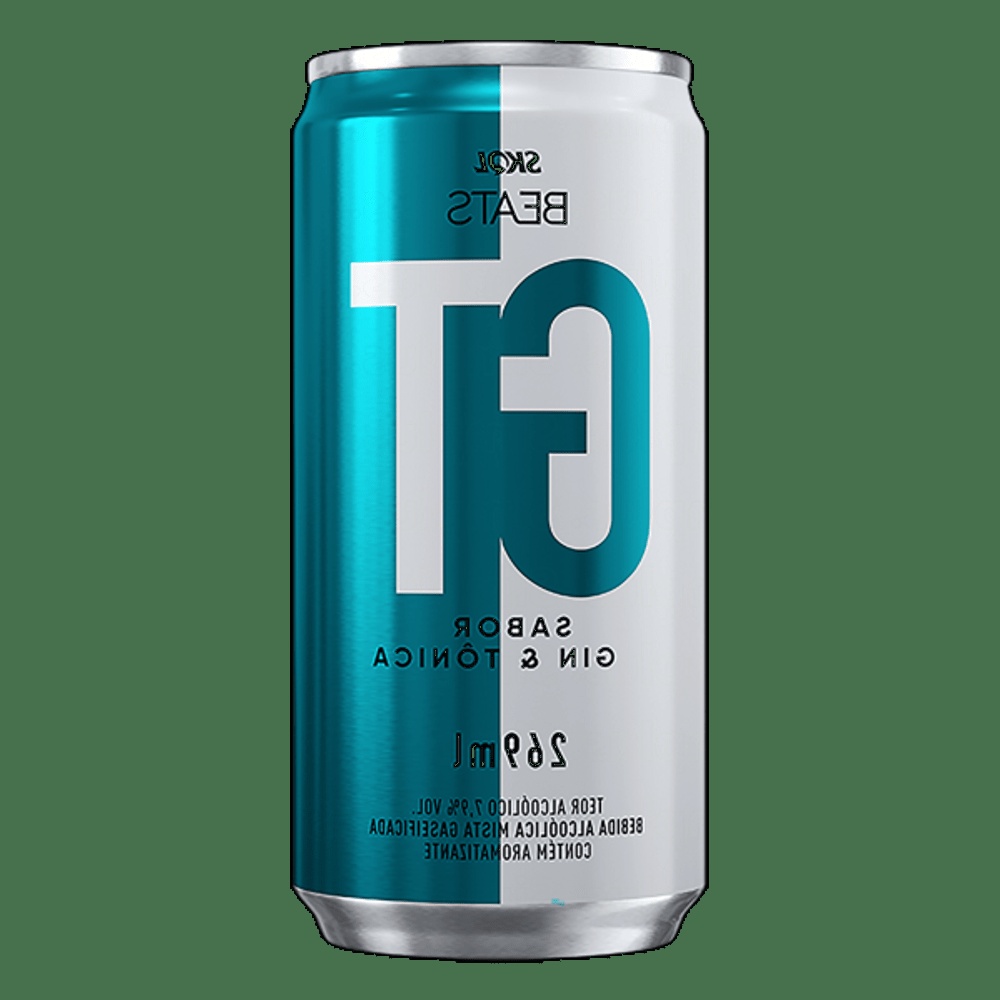 SKOL
BEATS
GT
SABOR
GIN & TÔNICA
269ml
TEOR ALCOÓLICO 7,9% VOL.
BEBIDA ALCOÓLICA MISTA GASEIFICADA
CONTÉM AROMATIZANTE